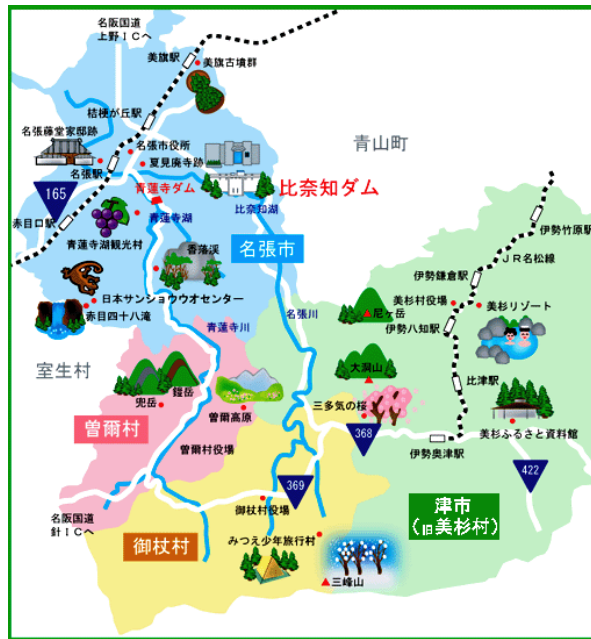 名阪国道
上野ICへ
美旗駅
美旗古墳群
桔梗が丘駅
名張藤堂家邸跡
名張市役所
夏見廃寺跡
名張駅
青山町
165
青蓮寺ダム
比奈知ダム
赤目口駅
青蓮寺湖
比奈知湖
伊勢竹原駅
青蓮寺湖観光村
名張市
JR名松線
香落渓
伊勢鎌倉駅
日本サンショウウオセンター
名張川
美杉村役場
美杉リゾート
尼ヶ岳
赤目四十八滝
青蓮寺川
伊勢八知駅
室生村
大洞山
比津駅
兜岳
鎧岳
三多気の桜
曽爾高原
曽爾村
368
美杉ふるさと資料館
曽爾村役場
伊勢奥津駅
422
369
名阪国道
針ICへ
御杖村役場
津市
(旧美杉村)
御杖村
みつえ少年旅行村
三峰山